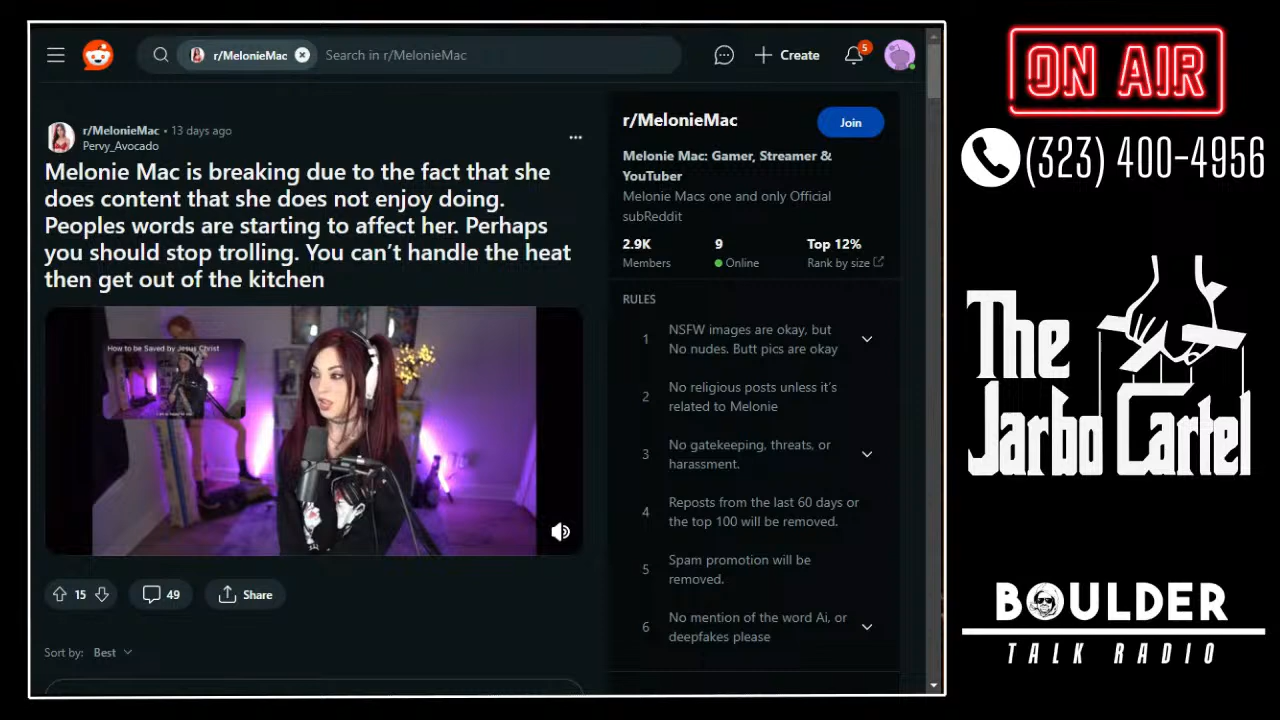 r/MelonieMac
Search in r/MelonieMac
Create
5
r/MelonieMac • 13 days ago
Pervy_Avocado
Melonie Mac is breaking due to the fact that she
does content that she does not enjoy doing.
Peoples words are starting to affect her. Perhaps
you should stop trolling. You can’t handle the heat
then get out of the kitchen
How to be Saved by Jesus Christ
15
49
Share
Sort by: Best
r/MelonieMac
Join
Melonie Mac: Gamer, Streamer &
YouTuber
Melonie Macs one and only Official
subReddit
2.9K
9
Top 12%
Members
Online
Rank by size
RULES
1
NSFW images are okay, but
No nudes. Butt pics are okay
2
No religious posts unless it’s
related to Melonie
3
No gatekeeping, threats, or
harassment.
4
Reposts from the last 60 days or
the top 100 will be removed.
5
Spam promotion will be
removed.
6
No mention of the word Ai, or
deepfakes please
ON AIR
(323) 400-4956
The
Jarbo Cartel
BOULDER
TALK RADIO